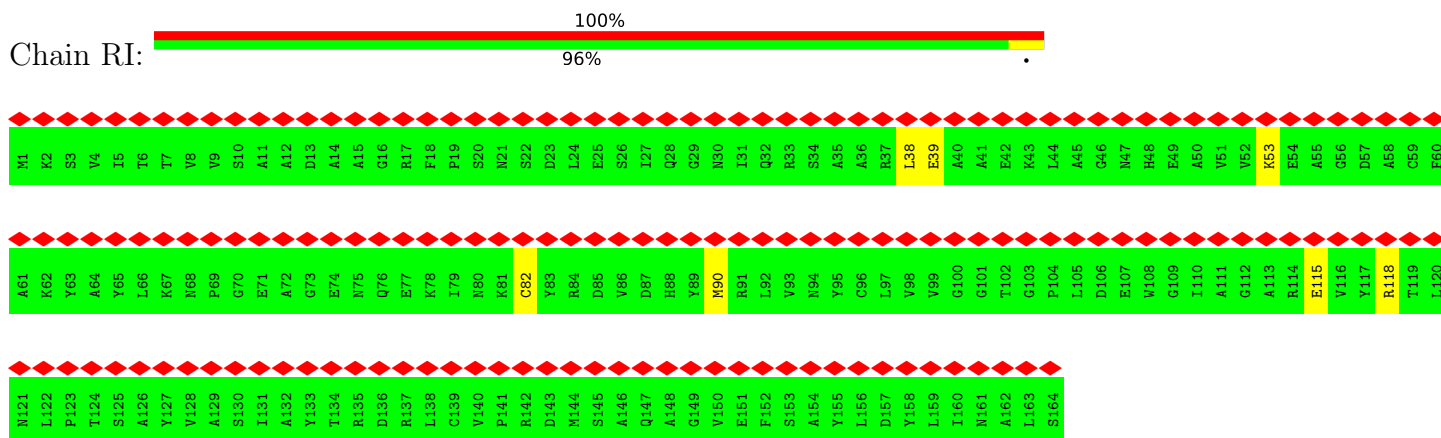 100%
Chain RI:
96% .
M1 K2 S3 V4 I5 T6 T7 V8 V9 S10 A11 A12 D13 A14 A15 G16 R17 F18 P19 S20 N21 S22 D23 L24 E25 S26 I27 Q28 G29 N30 I31 Q32 R33 S34 A35 A36 R37 L38 E39 A40 A41 E42 K43 L44 A45 G46 N47 H48 E49 A50 V51 V52 K53 E54 A55 G56 D57 A58 C59 F60
A61 K62 Y63 A64 Y65 L66 K67 N68 P69 G70 E71 A72 G73 E74 N75 Q76 E77 K78 I79 N80 K81 C82 Y83 R84 D85 V86 D87 H88 Y89 M90 R91 L92 V93 N94 Y95 C96 L97 V98 V99 G100 G101 T102 G103 P104 L105 D106 E107 W108 G109 I110 A111 G112 A113 R114 E115 V116 Y117 R118 T119 L120
N121 L122 P123 T124 S125 A126 Y127 V128 A129 S130 I131 A132 Y133 T134 R135 D136 R137 L138 C139 V140 P141 R142 D143 M144 S145 A146 Q147 A148 G149 V150 E151 F152 S153 A154 Y155 L156 D157 Y158 L159 I160 N161 A162 L163 S164